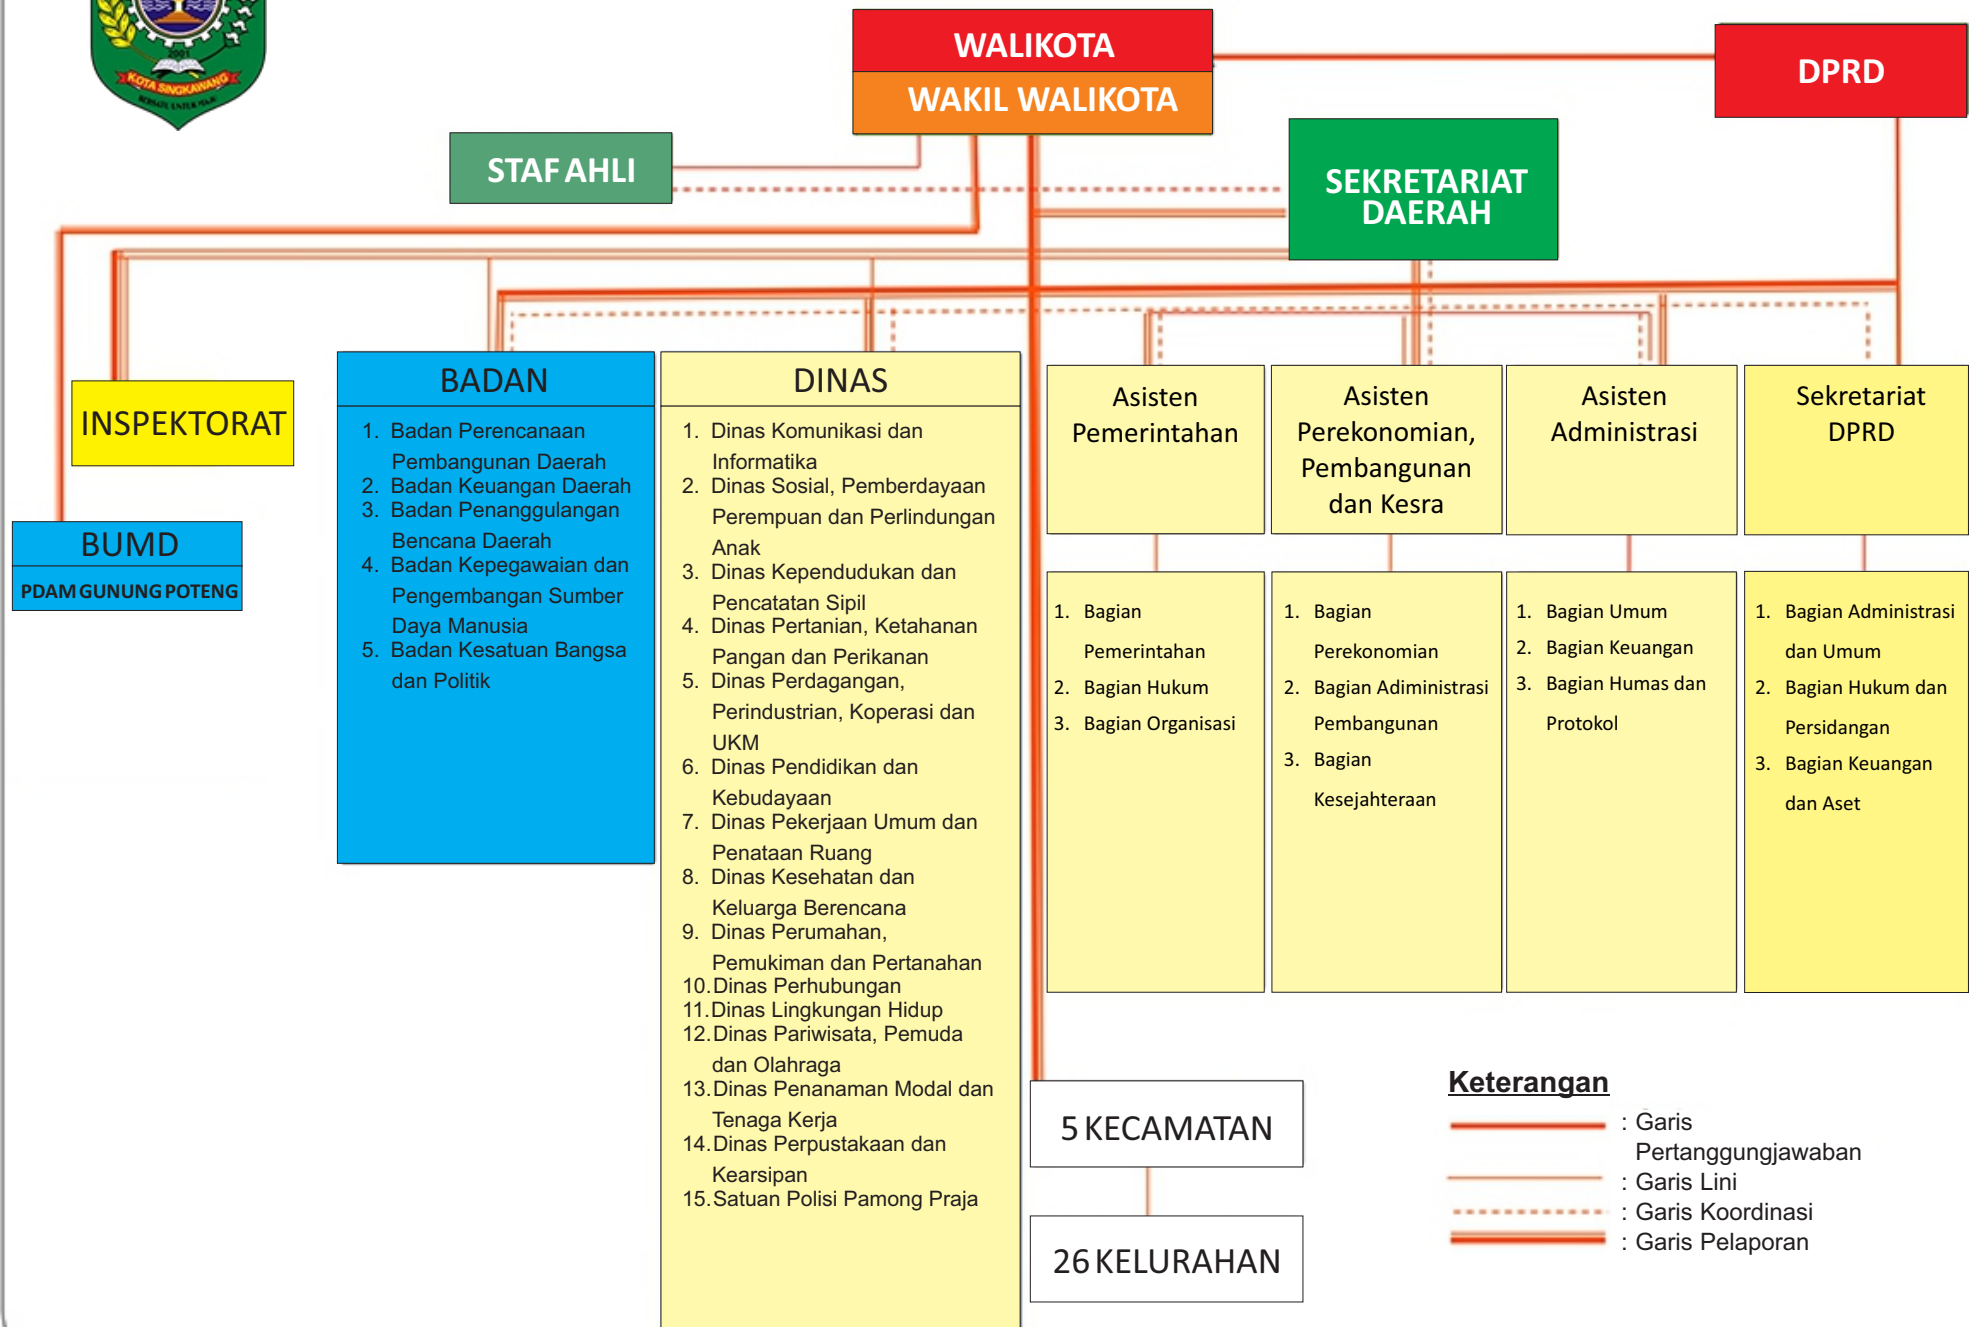 2001
KOTA SINGKAWANG
BERSATU UNTUK MAJU
WALIKOTA
WAKIL WALIKOTA
DPRD
STAF AHLI
SEKRETARIAT
DAERAH
INSPEKTORAT
BUMD
PDAM GUNUNG POTENG
BADAN
1. Badan Perencanaan
Pembangunan Daerah
2. Badan Keuangan Daerah
3. Badan Penanggulangan
Bencana Daerah
4. Badan Kepegawaian dan
Pengembangan Sumber
Daya Manusia
5. Badan Kesatuan Bangsa
dan Politik
DINAS
1. Dinas Komunikasi dan
Informatika
2. Dinas Sosial, Pemberdayaan
Perempuan dan Perlindungan
Anak
3. Dinas Kependudukan dan
Pencatatan Sipil
4. Dinas Pertanian, Ketahanan
Pangan dan Perikanan
5. Dinas Perdagangan,
Perindustrian, Koperasi dan
UKM
6. Dinas Pendidikan dan
Kebudayaan
7. Dinas Pekerjaan Umum dan
Penataan Ruang
8. Dinas Kesehatan dan
Keluarga Berencana
9. Dinas Perumahan,
Pemukiman dan Pertanahan
10.Dinas Perhubungan
11.Dinas Lingkungan Hidup
12.Dinas Pariwisata, Pemuda
dan Olahraga
13.Dinas Penanaman Modal dan
Tenaga Kerja
14.Dinas Perpustakaan dan
Kearsipan
15.Satuan Polisi Pamong Praja
Asisten
Pemerintahan
1. Bagian
Pemerintahan
2. Bagian Hukum
3. Bagian Organisasi
Asisten
Perekonomian,
Pembangunan
dan Kesra
1. Bagian
Perekonomian
2. Bagian Adiministrasi
Pembangunan
3. Bagian
Kesejahteraan
Asisten
Administrasi
1. Bagian Umum
2. Bagian Keuangan
3. Bagian Humas dan
Protokol
Sekretariat
DPRD
1. Bagian Administrasi
dan Umum
2. Bagian Hukum dan
Persidangan
3. Bagian Keuangan
dan Aset
5 KECAMATAN
26 KELURAHAN
Keterangan
: Garis
Pertanggungjawaban
: Garis Lini
: Garis Koordinasi
: Garis Pelaporan